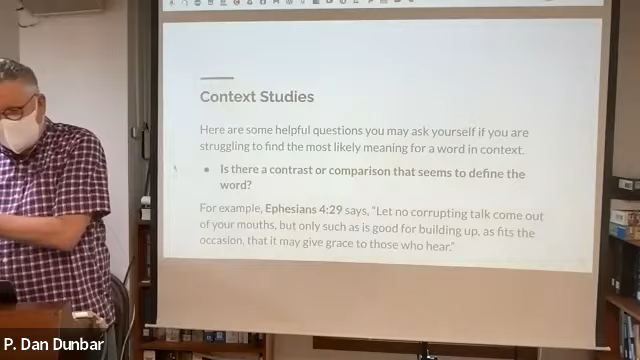 Context Studies
Here are some helpful questions you may ask yourself if you are
struggling to find the most likely meaning for a word in context.
● Is there a contrast or comparison that seems to define the
word?
For example, Ephesians 4:29 says, "Let no corrupting talk come out
of your mouths, but only such as is good for building up, as fits the
occasion, that it may give grace to those who hear."
P. Dan Dunbar